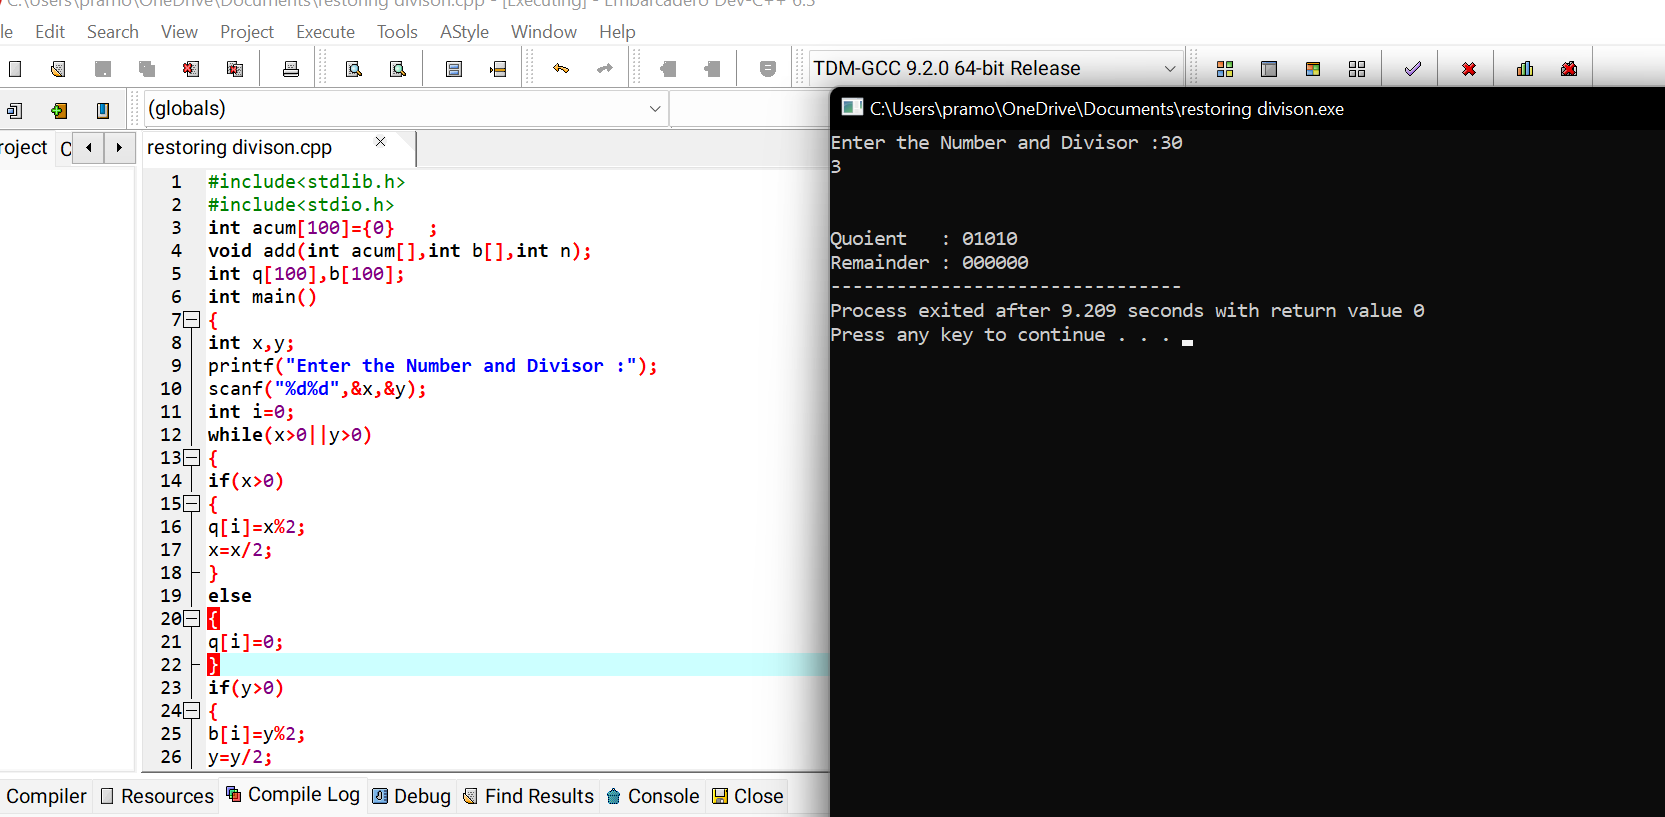 C:\Users\pramo\OneDrive\Documents\restoring divison.cpp - [Executing] - Embarcadero Dev-C++ 6.3
le Edit Search View Project Execute Tools AStyle Window Help
TDM-GCC 9.2.0 64-bit Release
(globals)
roject C
restoring divison.cpp
1 #include<stdlib.h>
2 #include<stdio.h>
3 int acum[100]={0}   ;
4 void add(int acum[],int b[],int n);
5 int q[100],b[100];
6 int main()
7 {
8 int x,y;
9 printf("Enter the Number and Divisor :");
10 scanf("%d%d",&x,&y);
11 int i=0;
12 while(x>0||y>0)
13 {
14 if(x>0)
15 {
16 q[i]=x%2;
17 x=x/2;
18 }
19 else
20 {
21 q[i]=0;
22 }
23 if(y>0)
24 {
25 b[i]=y%2;
26 y=y/2;
Compiler Resources Compile Log Debug Find Results Console Close
C:\Users\pramo\OneDrive\Documents\restoring divison.exe
Enter the Number and Divisor :30
3
Quoient   : 01010
Remainder : 000000
--------------------------------
Process exited after 9.209 seconds with return value 0
Press any key to continue . . .